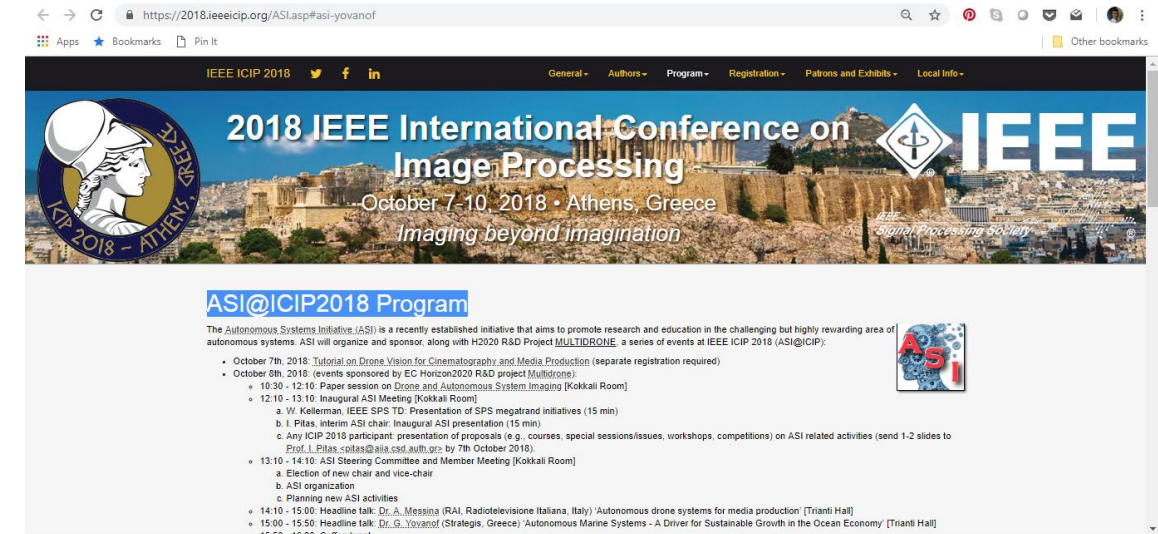 https://2018.ieeeicip.org/ASI.asp#asi-yovanof
Apps Bookmarks Pin It Other bookmarks
IEEE ICIP 2018 General Authors Program Registration Patrons and Exhibits Local Info
ICIP 2018 - ATHENS, GREECE
2018 IEEE International Conference on
Image Processing
October 7-10, 2018 • Athens, Greece
Imaging beyond imagination
IEEE
®
IEEE
Signal Processing Society
®
ASI@ICIP2018 Program
The Autonomous Systems Initiative (ASI) is a recently established initiative that aims to promote research and education in the challenging but highly rewarding area of
autonomous systems. ASI will organize and sponsor, along with H2020 R&D Project MULTIDRONE, a series of events at IEEE ICIP 2018 (ASI@ICIP):
ASI
• October 7th, 2018: Tutorial on Drone Vision for Cinematography and Media Production (separate registration required)
• October 8th, 2018: (events sponsored by EC Horizon2020 R&D project Multidrone):
◦ 10:30 - 12:10: Paper session on Drone and Autonomous System Imaging [Kokkali Room]
◦ 12:10 - 13:10: Inaugural ASI Meeting [Kokkali Room]
a. W. Kellerman, IEEE SPS TD: Presentation of SPS megatrand initiatives (15 min)
b. I. Pitas, interim ASI chair: Inaugural ASI presentation (15 min)
c. Any ICIP 2018 participant: presentation of proposals (e.g., courses, special sessions/issues, workshops, competitions) on ASI related activities (send 1-2 slides to
Prof. I. Pitas <pitas@aiia.csd.auth.gr> by 7th October 2018).
◦ 13:10 - 14:10: ASI Steering Committee and Member Meeting [Kokkali Room]
a. Election of new chair and vice-chair
b. ASI organization
c. Planning new ASI activities
◦ 14:10 - 15:00: Headline talk: Dr. A. Messina (RAI, Radiotelevisione Italiana, Italy) 'Autonomous drone systems for media production' [Trianti Hall]
◦ 15:00 - 15:50: Headline talk: Dr. G. Yovanof (Strategis, Greece) 'Autonomous Marine Systems - A Driver for Sustainable Growth in the Ocean Economy' [Trianti Hall]